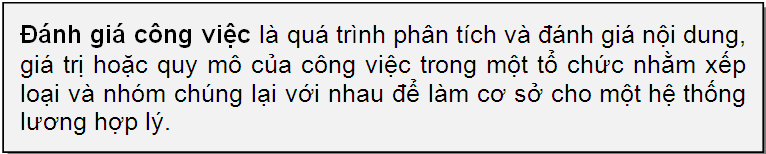 Đánh giá công việc là quá trình phân tích và đánh giá nội dung,
giá trị hoặc quy mô của công việc trong một tổ chức nhằm xếp
loại và nhóm chúng lại với nhau để làm cơ sở cho một hệ thống
lương hợp lý.